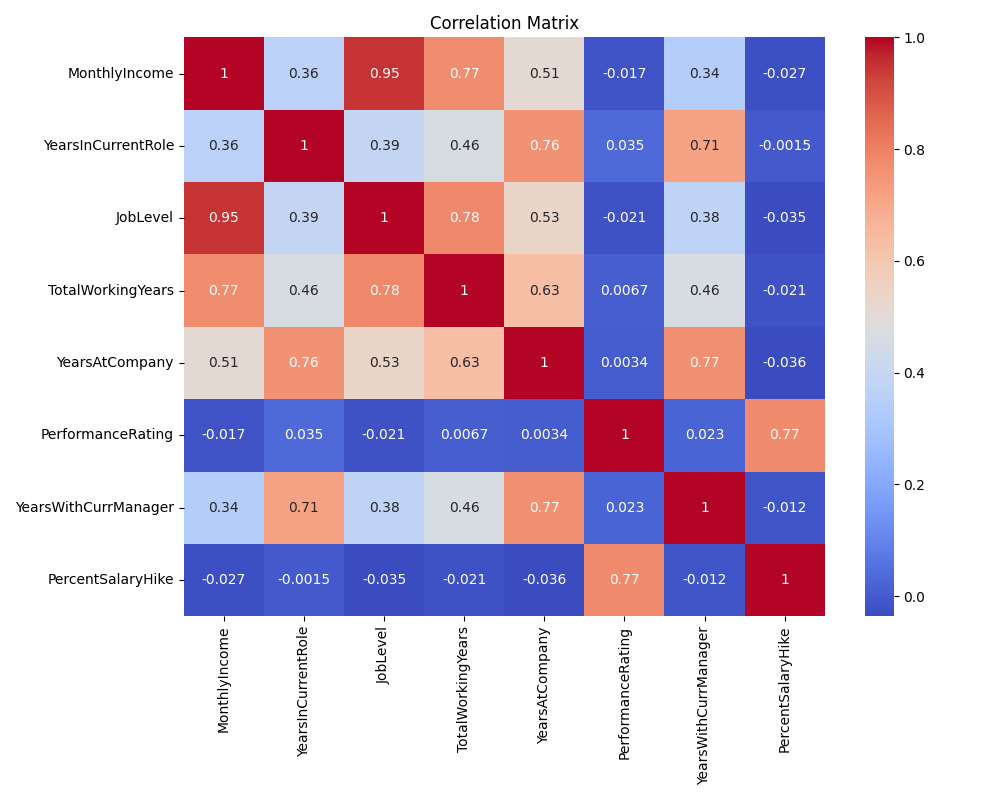 Correlation Matrix
MonthlyIncome 1 0.36 0.95 0.77 0.51 -0.017 0.34 -0.027
YearsInCurrentRole 0.36 1 0.39 0.46 0.76 0.035 0.71 -0.0015
JobLevel 0.95 0.39 1 0.78 0.53 -0.021 0.38 -0.035
TotalWorkingYears 0.77 0.46 0.78 1 0.63 0.0067 0.46 -0.021
YearsAtCompany 0.51 0.76 0.53 0.63 1 0.0034 0.77 -0.036
PerformanceRating -0.017 0.035 -0.021 0.0067 0.0034 1 0.023 0.77
YearsWithCurrManager 0.34 0.71 0.38 0.46 0.77 0.023 1 -0.012
PercentSalaryHike -0.027 -0.0015 -0.035 -0.021 -0.036 0.77 -0.012 1
MonthlyIncome
YearsInCurrentRole
JobLevel
TotalWorkingYears
YearsAtCompany
PerformanceRating
YearsWithCurrManager
PercentSalaryHike
1.0
0.8
0.6
0.4
0.2
0.0